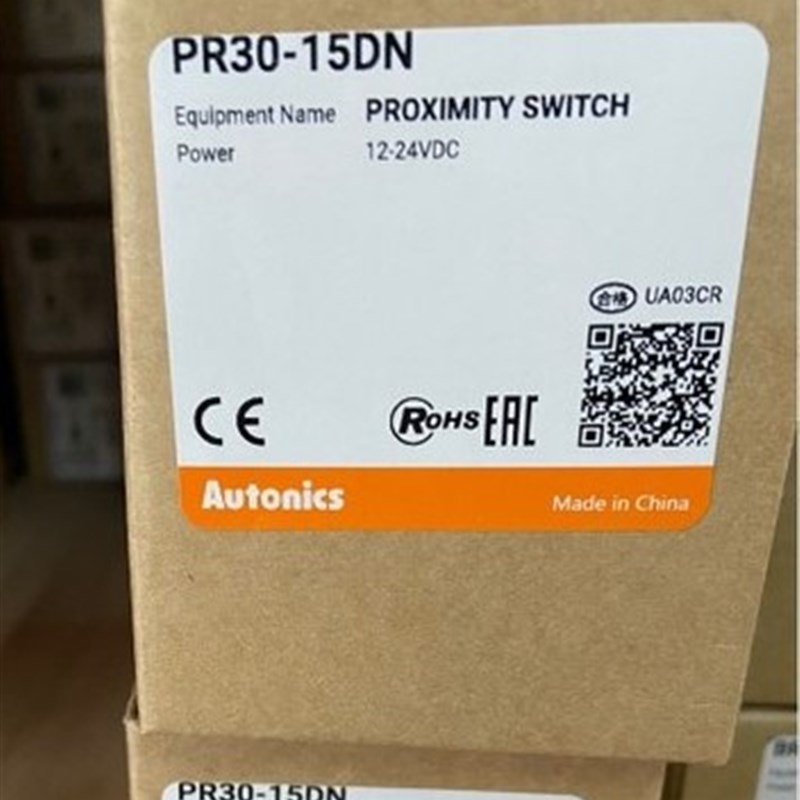 PR30-15DN
Equipment Name PROXIMITY SWITCH
Power 12-24VDC
合格 UA03CR
CE RoHS EAC
Autonics Made in China
PR30-15DN